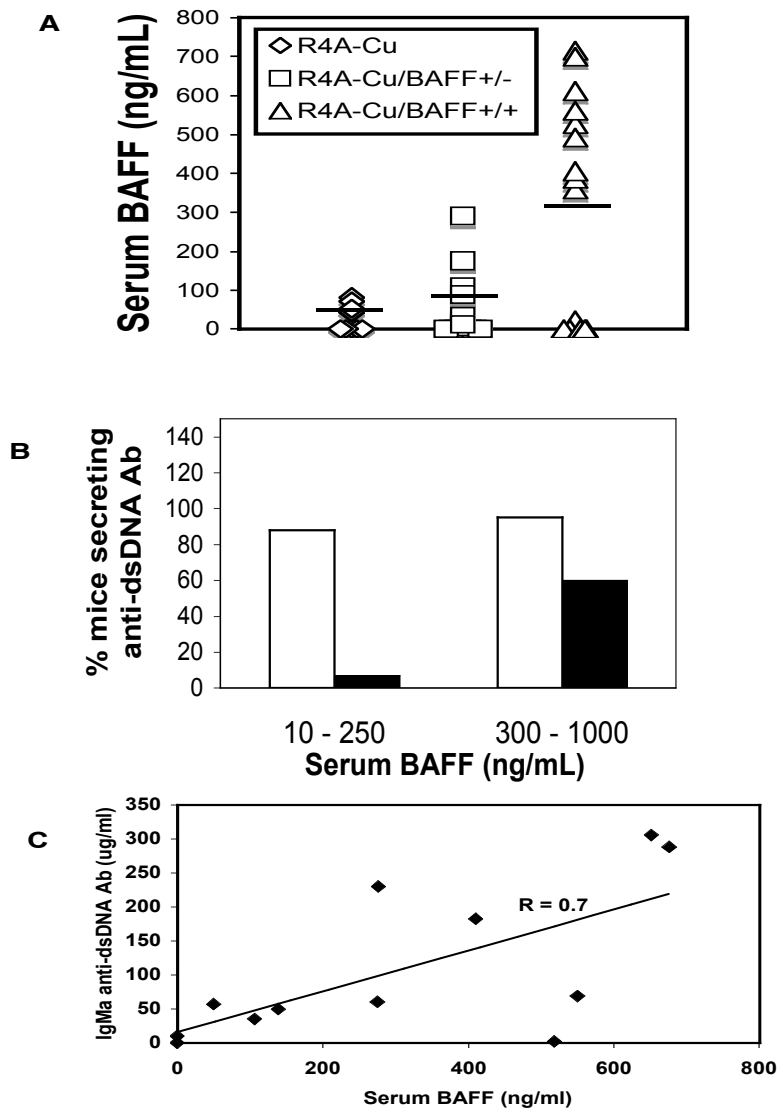 A
Serum BAFF (ng/mL)
800
700
600
500
400
300
200
100
0
R4A-Cu
R4A-Cu/BAFF+/-
R4A-Cu/BAFF+/+
B
% mice secreting
anti-dsDNA Ab
140
120
100
80
60
40
20
0
10 - 250
300 - 1000
Serum BAFF (ng/mL)
C
IgMa anti-dsDNA Ab (ug/ml)
350
300
250
200
150
100
50
0
R = 0.7
0
200
400
600
800
Serum BAFF (ng/ml)